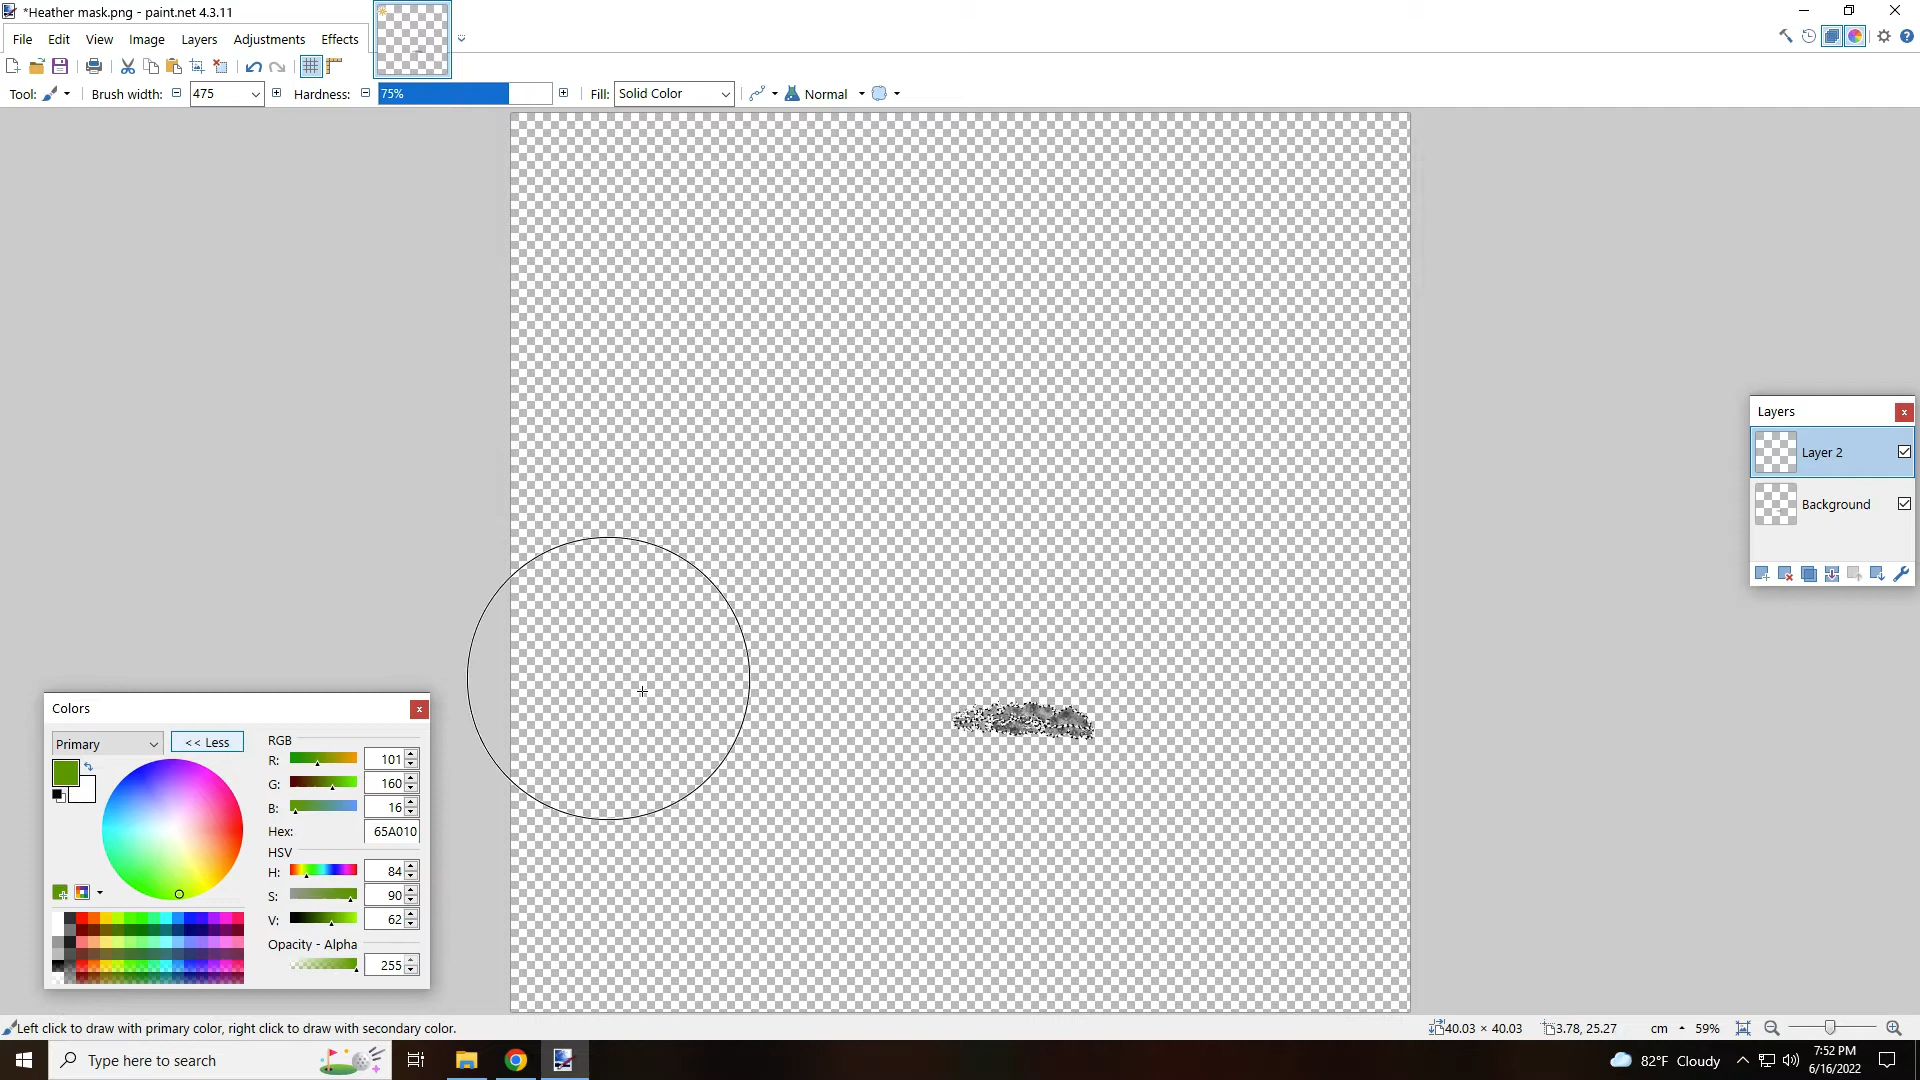 *Heather mask.png - paint.net 4.3.11
File Edit View Image Layers Adjustments Effects
Tool: Brush width: 475 Hardness: 75% Fill: Solid Color Normal
Layers
Layer 2
Background
Colors
Primary << Less
RGB
R: 101
G: 160
B: 16
Hex: 65A010
HSV
H: 84
S: 90
V: 62
Opacity - Alpha
255
Left click to draw with primary color, right click to draw with secondary color.
40.03 × 40.03 3.78, 25.27 cm 59%
Type here to search
82°F Cloudy
7:52 PM
6/16/2022